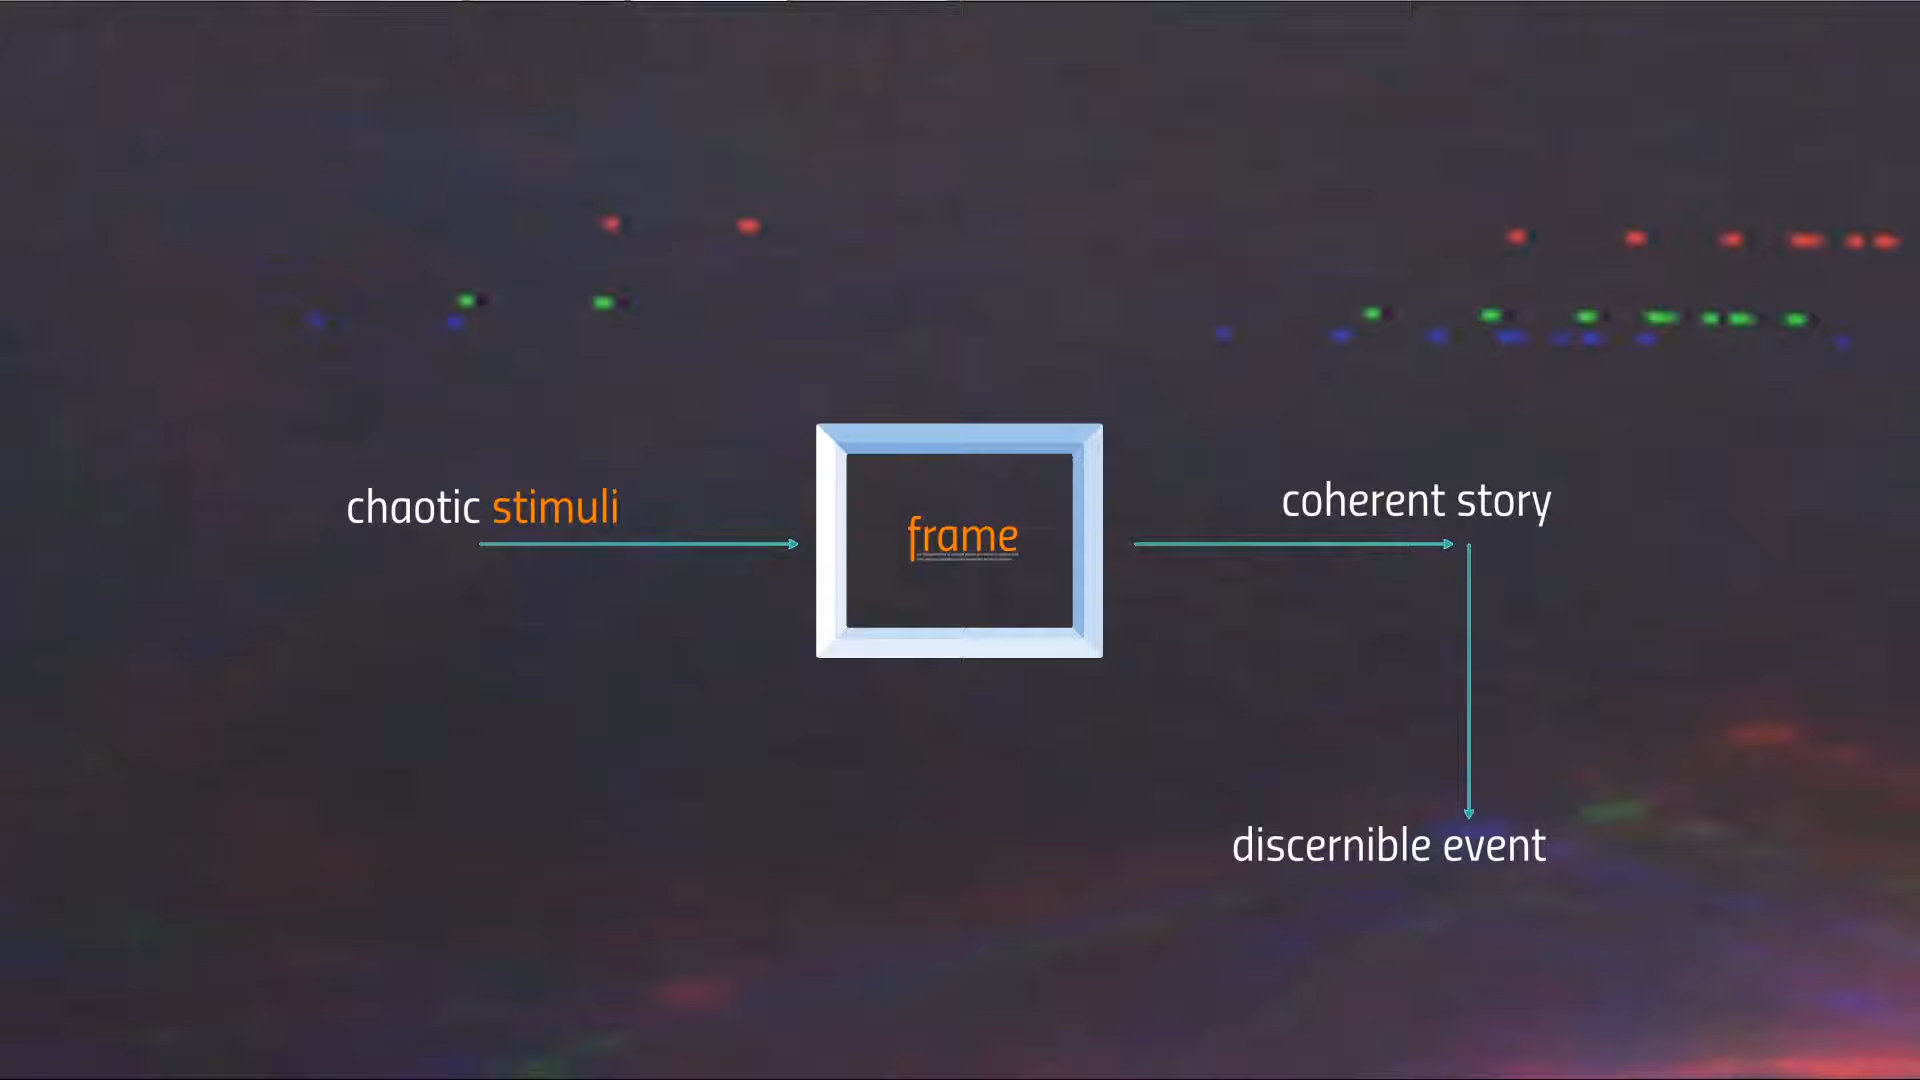 chaotic stimuli
frame
coherent story
discernible event